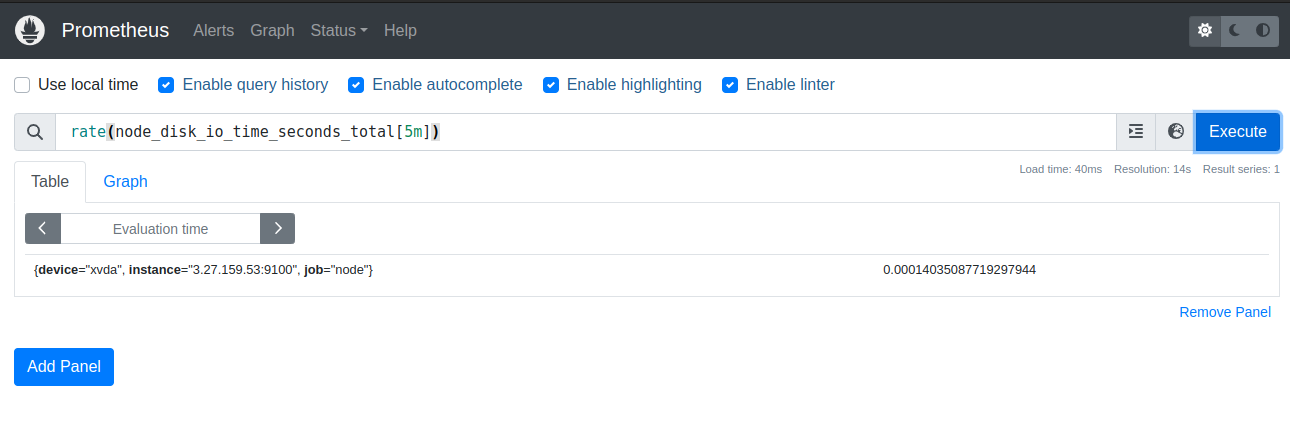 Prometheus Alerts Graph Status Help
Use local time Enable query history Enable autocomplete Enable highlighting Enable linter
rate(node_disk_io_time_seconds_total[5m]) Execute
Load time: 40ms Resolution: 14s Result series: 1
Table Graph
Evaluation time
{device="xvda", instance="3.27.159.53:9100", job="node"} 0.00014035087719297944
Remove Panel
Add Panel